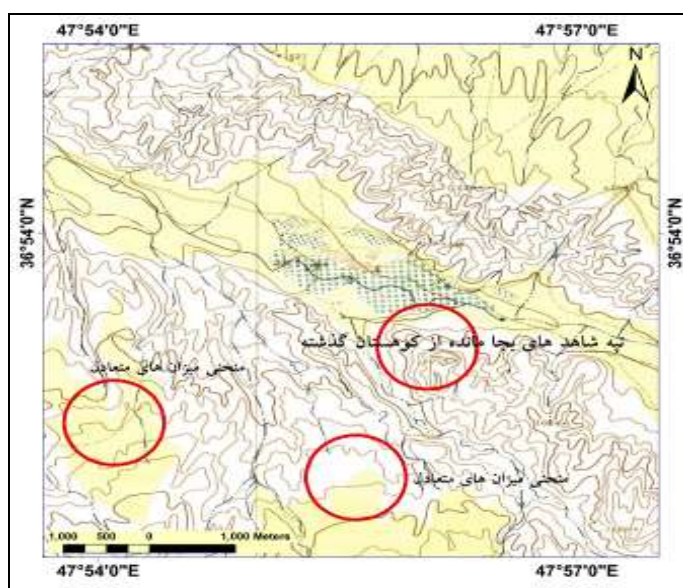 47°54'0"E 47°57'0"E
N
36°54'0"N 36°54'0"N
تپه شاهد های بجا مانده از کوهستان گذشته
منحنی میزان های متعادل
منحنی میزان های متعادل
1,000 500 0 1,000 Meters
47°54'0"E 47°57'0"E